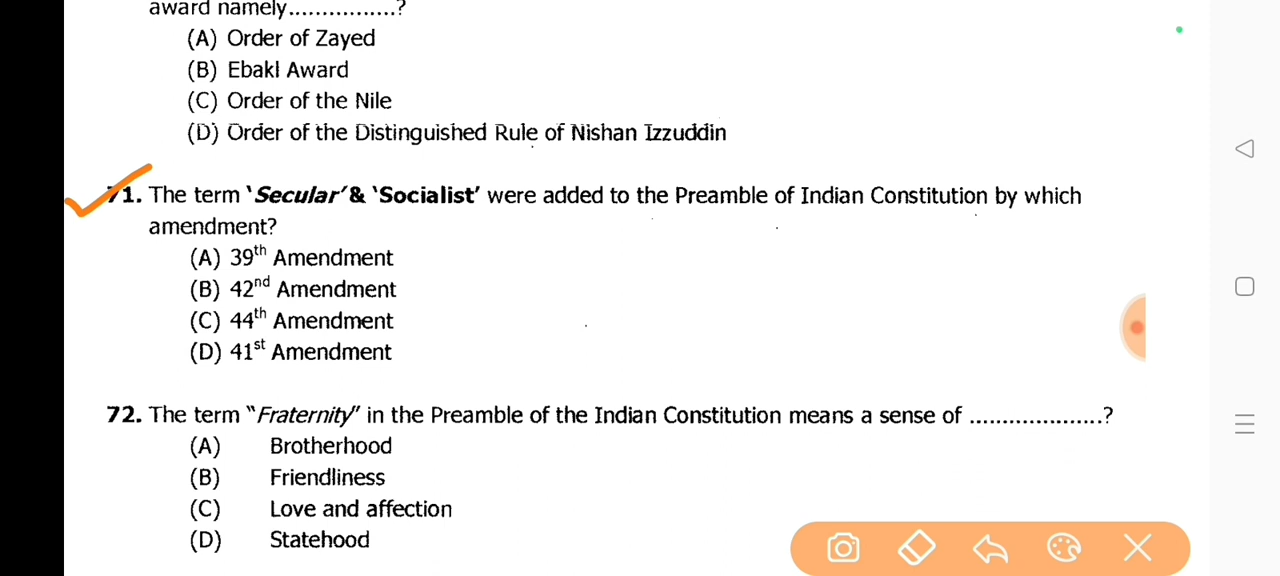 award namely................?
(A) Order of Zayed
(B) Ebakl Award
(C) Order of the Nile
(D) Order of the Distinguished Rule of Nishan Izzuddin
71. The term 'Secular' & 'Socialist' were added to the Preamble of Indian Constitution by which
amendment?
(A) 39th Amendment
(B) 42nd Amendment
(C) 44th Amendment
(D) 41st Amendment
72. The term "Fraternity" in the Preamble of the Indian Constitution means a sense of ....................?
(A) Brotherhood
(B) Friendliness
(C) Love and affection
(D) Statehood